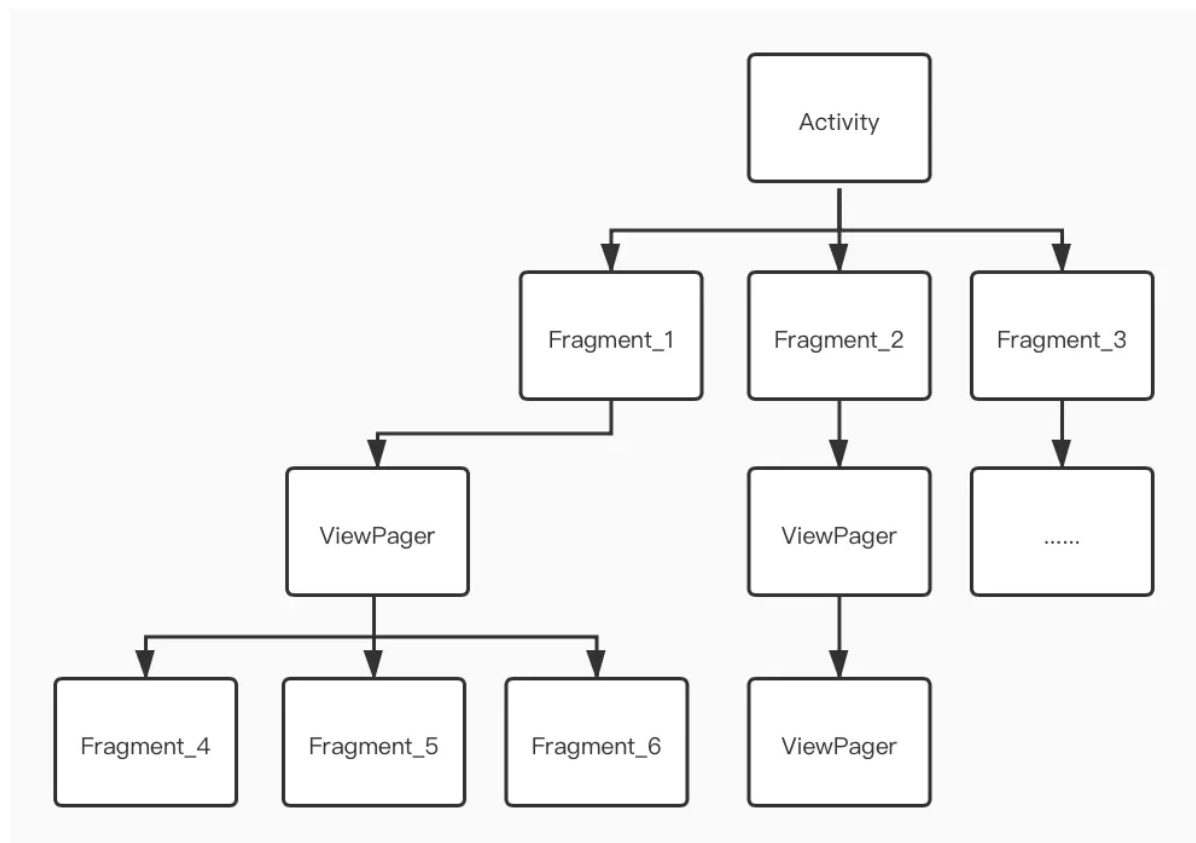 Activity
Fragment_1
Fragment_2
Fragment_3
ViewPager
ViewPager
......
Fragment_4
Fragment_5
Fragment_6
ViewPager